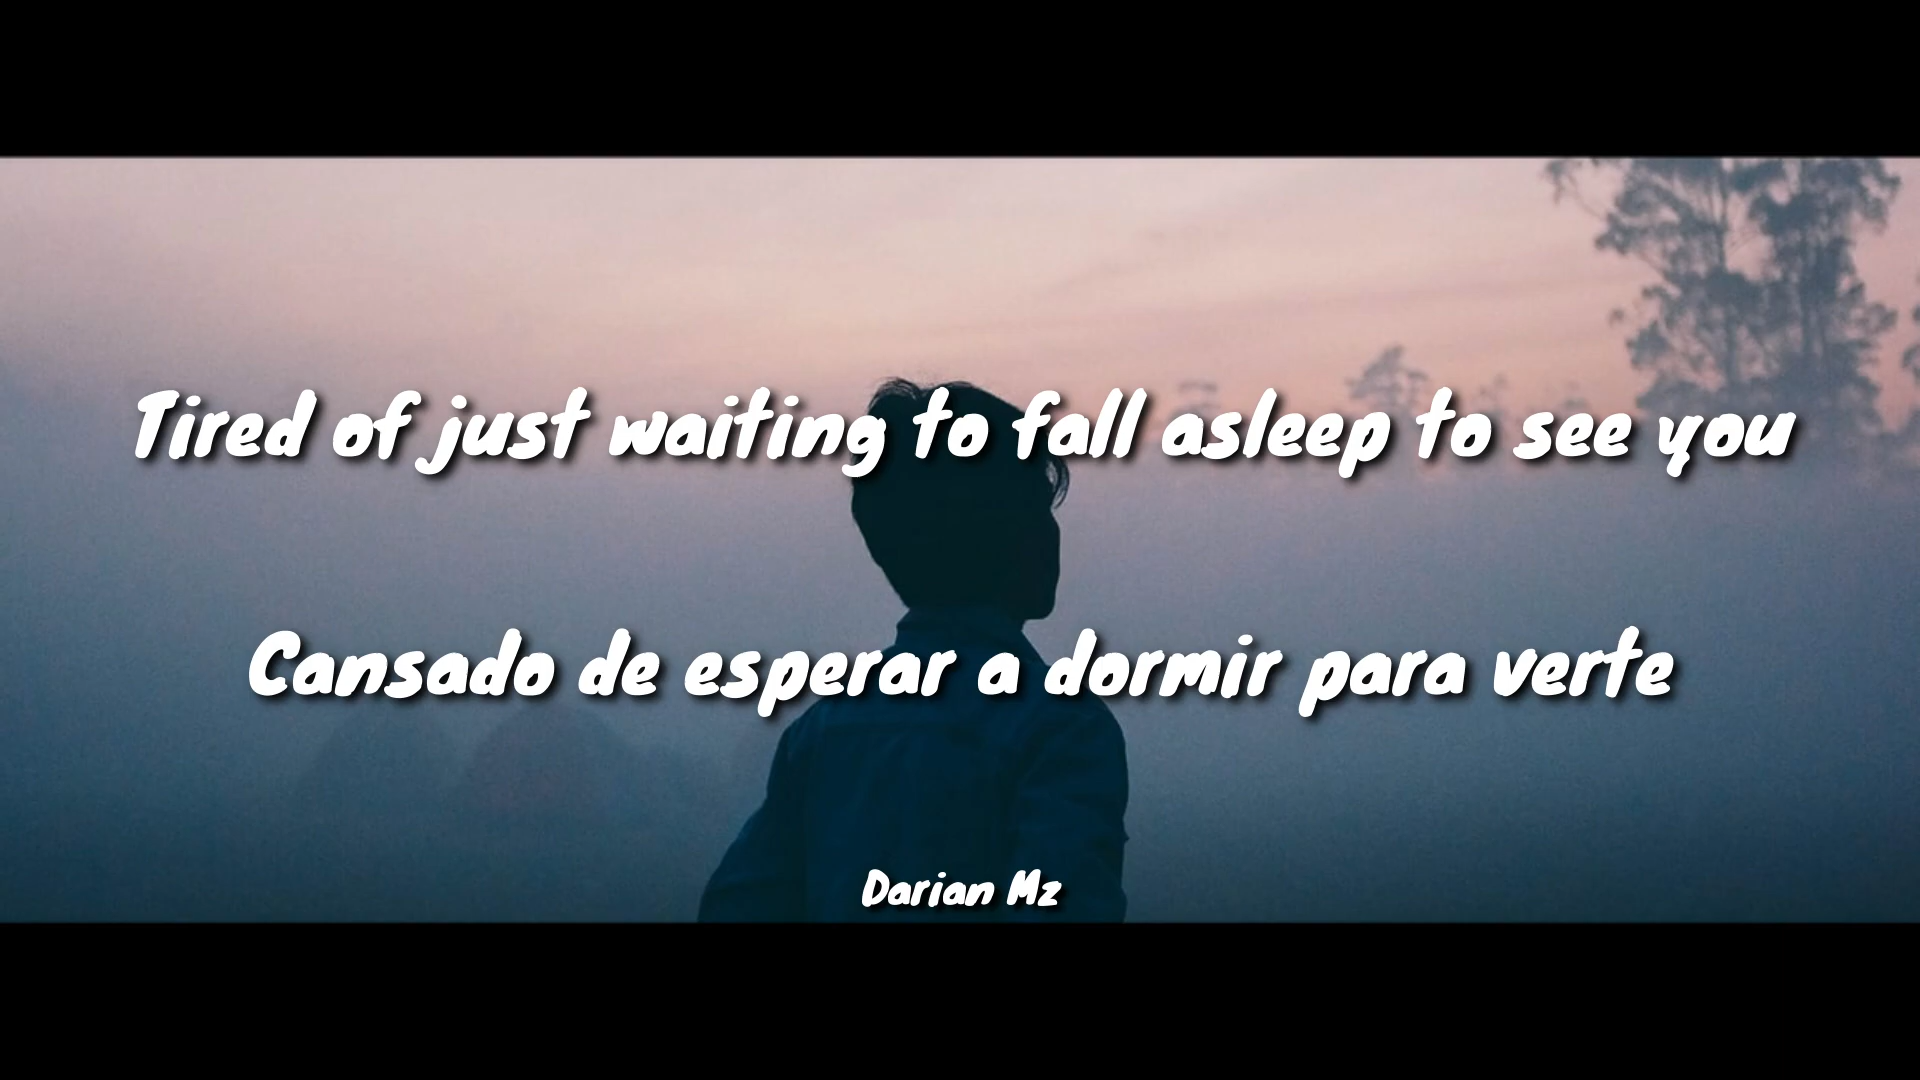 Tired of just waiting to fall asleep to see you
Cansado de esperar a dormir para verte
Darian Mz